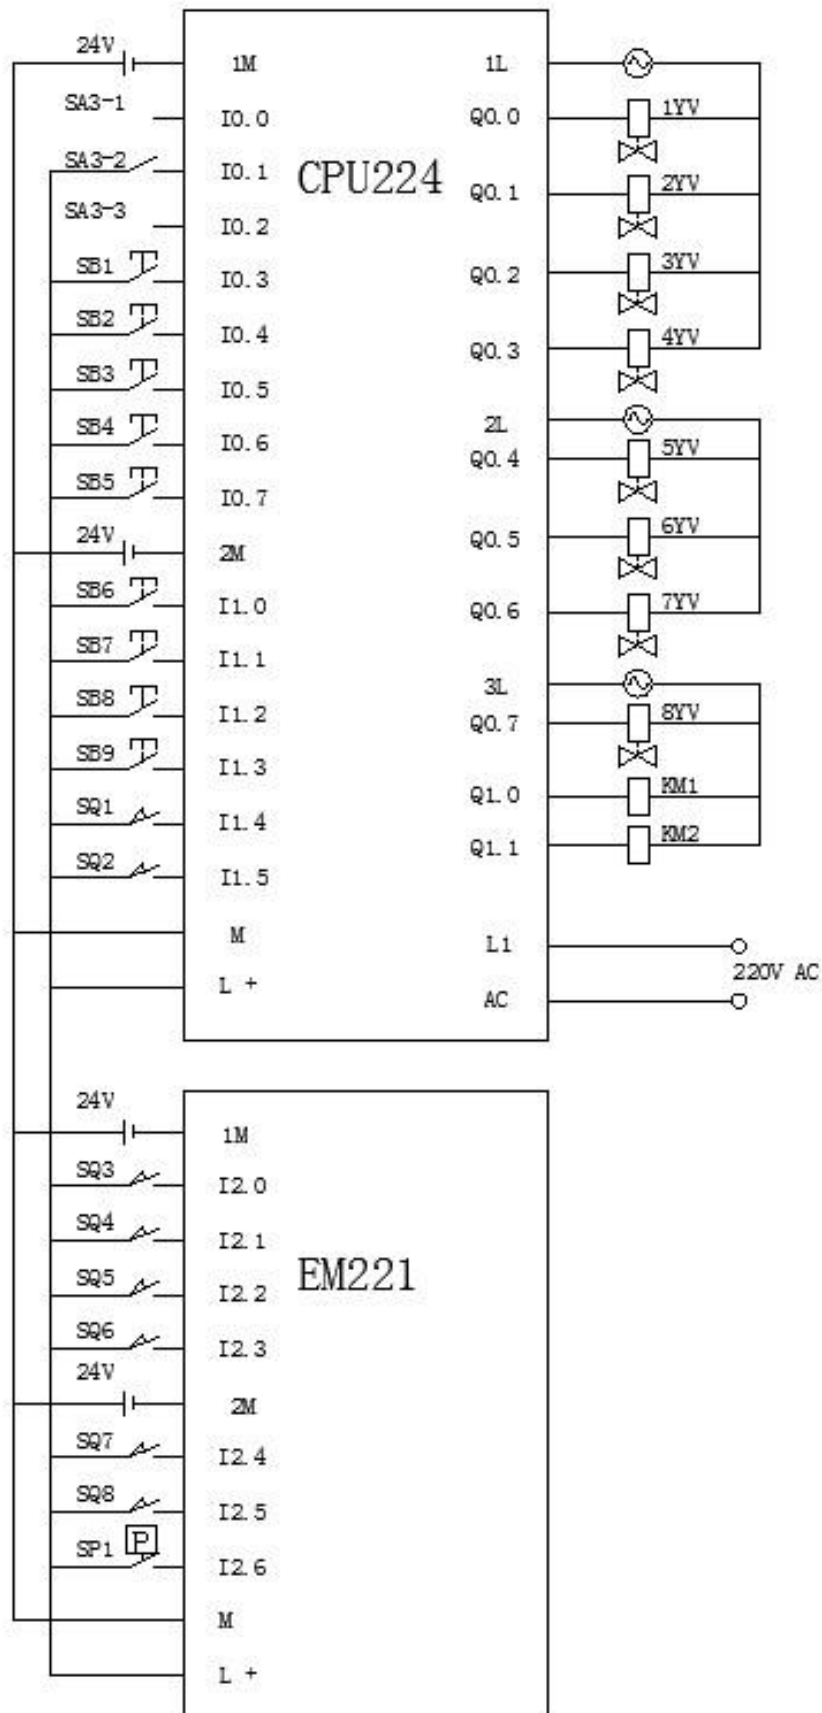 24V
1M
1L
SA3-1
I0.0
Q0.0
1YV
SA3-2
I0.1
CPU224
Q0.1
2YV
SA3-3
I0.2
SB1
I0.3
Q0.2
3YV
SB2
I0.4
Q0.3
4YV
SB3
I0.5
SB4
I0.6
2L
Q0.4
5YV
SB5
I0.7
24V
2M
Q0.5
6YV
SB6
I1.0
Q0.6
7YV
SB7
I1.1
SB8
I1.2
3L
Q0.7
8YV
SB9
I1.3
Q1.0
KM1
SQ1
I1.4
Q1.1
KM2
SQ2
I1.5
M
L1
220V AC
L +
AC
24V
1M
SQ3
I2.0
SQ4
I2.1
EM221
SQ5
I2.2
SQ6
I2.3
24V
2M
SQ7
I2.4
SQ8
I2.5
SP1
P
I2.6
M
L +